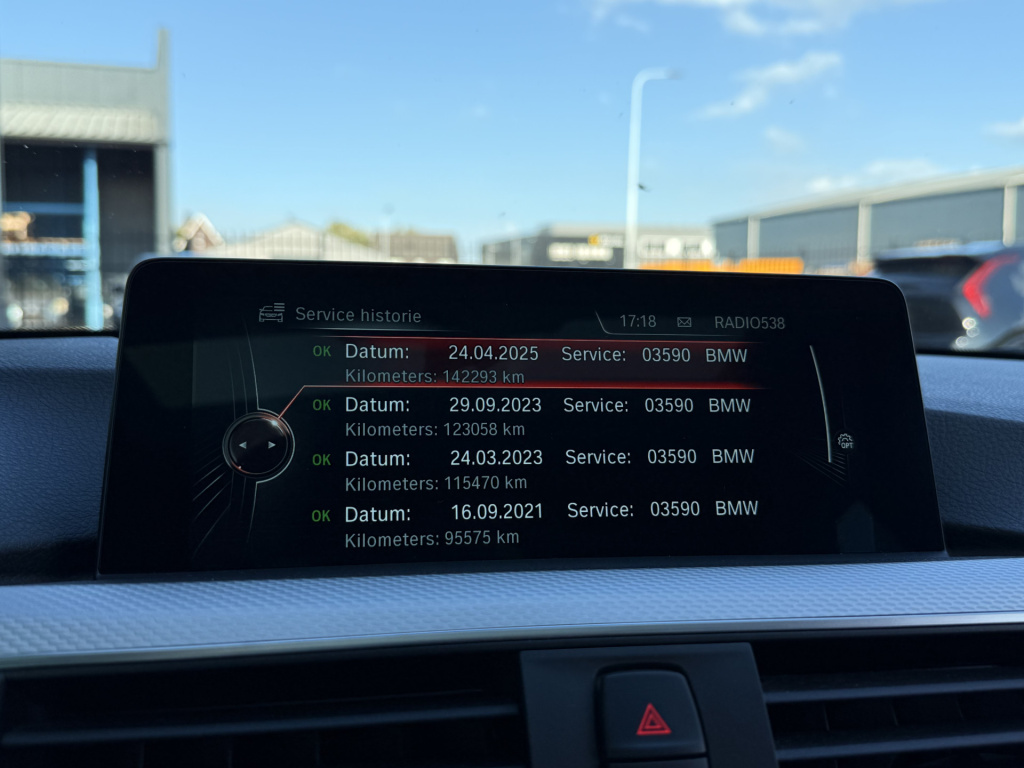 Service historie
17:18 RADIO538
OK Datum: 24.04.2025 Service: 03590 BMW
Kilometers: 142293 km
OK Datum: 29.09.2023 Service: 03590 BMW
Kilometers: 123058 km
OK Datum: 24.03.2023 Service: 03590 BMW
Kilometers: 115470 km
OK Datum: 16.09.2021 Service: 03590 BMW
Kilometers: 95575 km
OPT